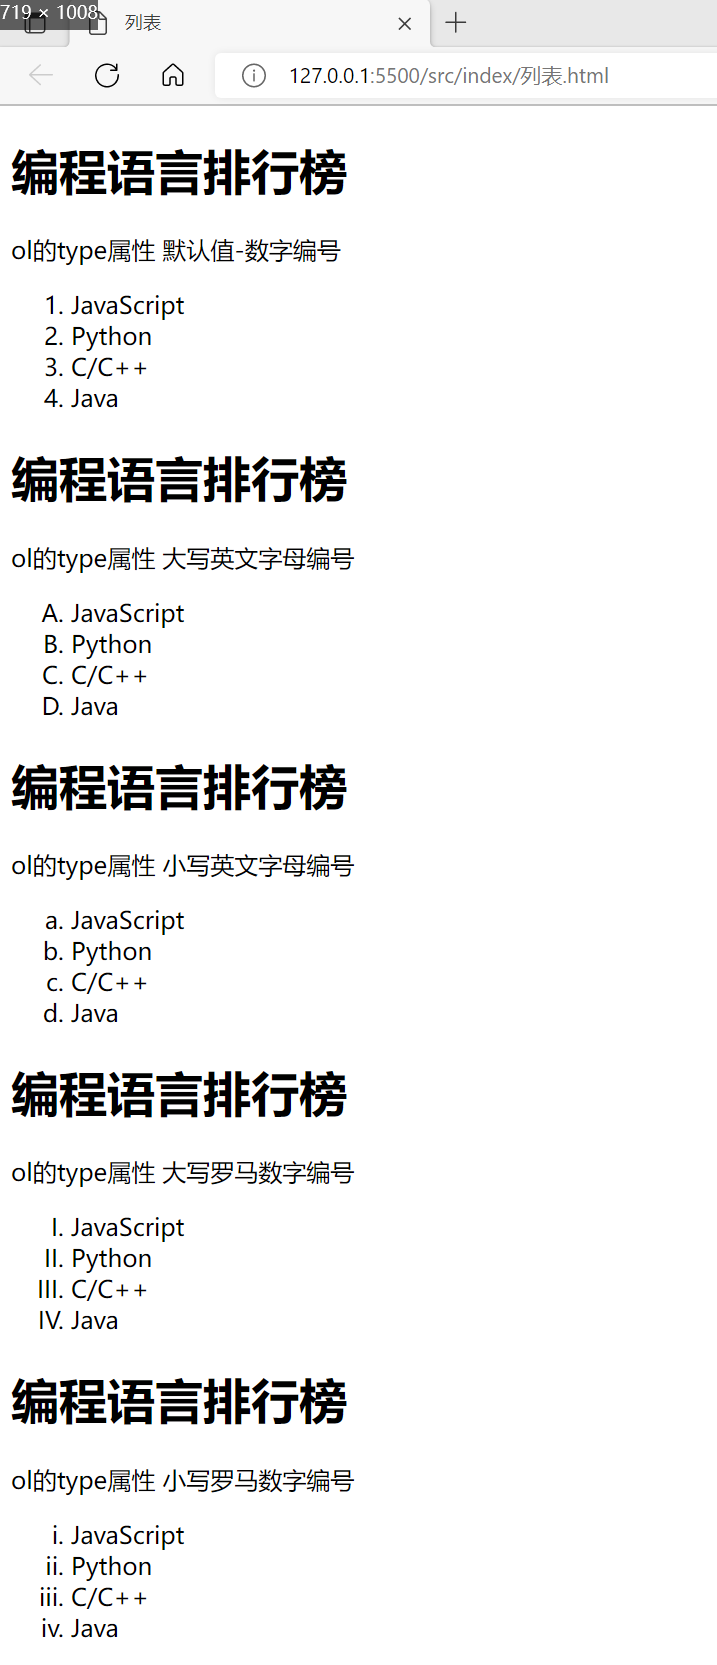 719 × 1008
列表
127.0.0.1:5500/src/index/列表.html
编程语言排行榜
ol的type属性 默认值-数字编号
1. JavaScript
2. Python
3. C/C++
4. Java
编程语言排行榜
ol的type属性 大写英文字母编号
A. JavaScript
B. Python
C. C/C++
D. Java
编程语言排行榜
ol的type属性 小写英文字母编号
a. JavaScript
b. Python
c. C/C++
d. Java
编程语言排行榜
ol的type属性 大写罗马数字编号
I. JavaScript
II. Python
III. C/C++
IV. Java
编程语言排行榜
ol的type属性 小写罗马数字编号
i. JavaScript
ii. Python
iii. C/C++
iv. Java